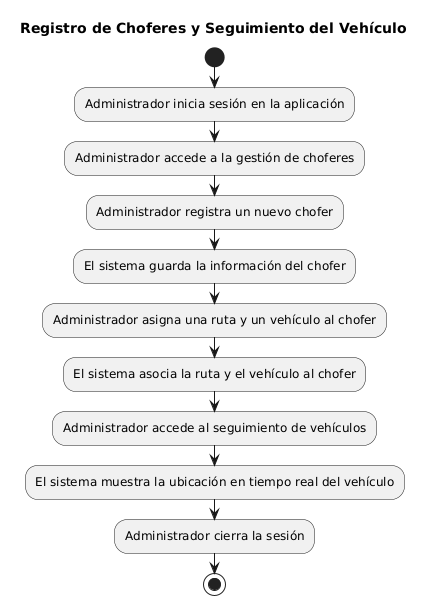 Registro de Choferes y Seguimiento del Vehículo
Administrador inicia sesión en la aplicación
Administrador accede a la gestión de choferes
Administrador registra un nuevo chofer
El sistema guarda la información del chofer
Administrador asigna una ruta y un vehículo al chofer
El sistema asocia la ruta y el vehículo al chofer
Administrador accede al seguimiento de vehículos
El sistema muestra la ubicación en tiempo real del vehículo
Administrador cierra la sesión